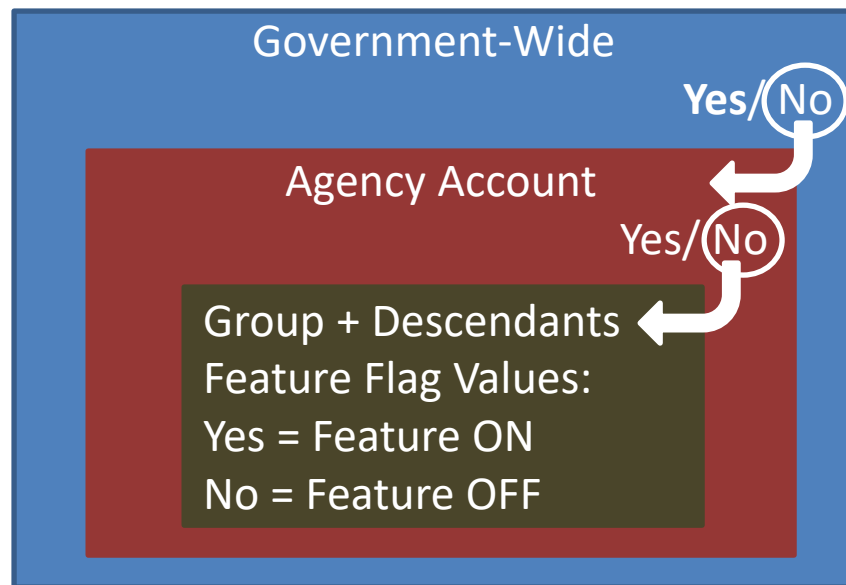 Government-Wide
Yes/No
Agency Account
Yes/No
Group + Descendants
Feature Flag Values:
Yes = Feature ON
No = Feature OFF